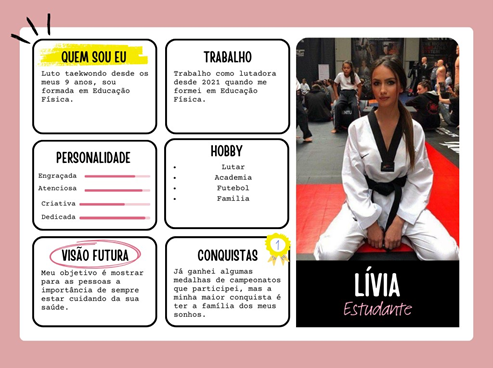 QUEM SOU EU
Luto taekwondo desde os
meus 9 anos, sou
formada em Educação
Física.
TRABALHO
Trabalho como lutadora
desde 2021 quando me
formei em Educação
Física.
PERSONALIDADE
Engraçada
Atenciosa
Criativa
Dedicada
HOBBY
• Lutar
• Academia
• Futebol
• Família
VISÃO FUTURA
Meu objetivo é mostrar
para as pessoas a
importância de sempre
estar cuidando da sua
saúde.
CONQUISTAS
1
Já ganhei algumas
medalhas de campeonatos
que participei, mas a
minha maior conquista é
ter a família dos meus
sonhos.
LÍVIA
Estudante